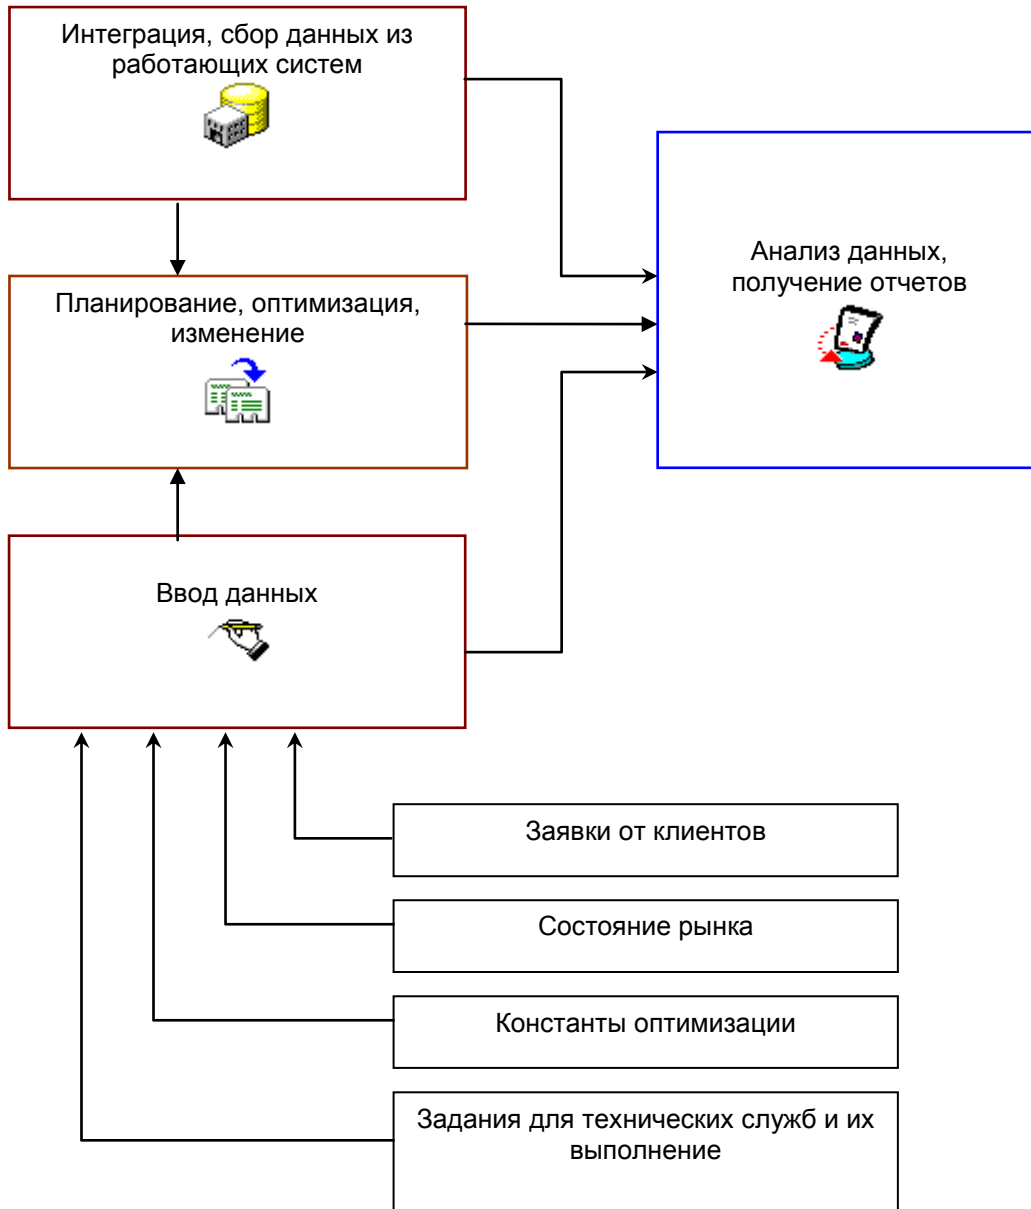 Интеграция, сбор данных из
работающих систем
Анализ данных,
получение отчетов
Планирование, оптимизация,
изменение
Ввод данных
Заявки от клиентов
Состояние рынка
Константы оптимизации
Задания для технических служб и их
выполнение